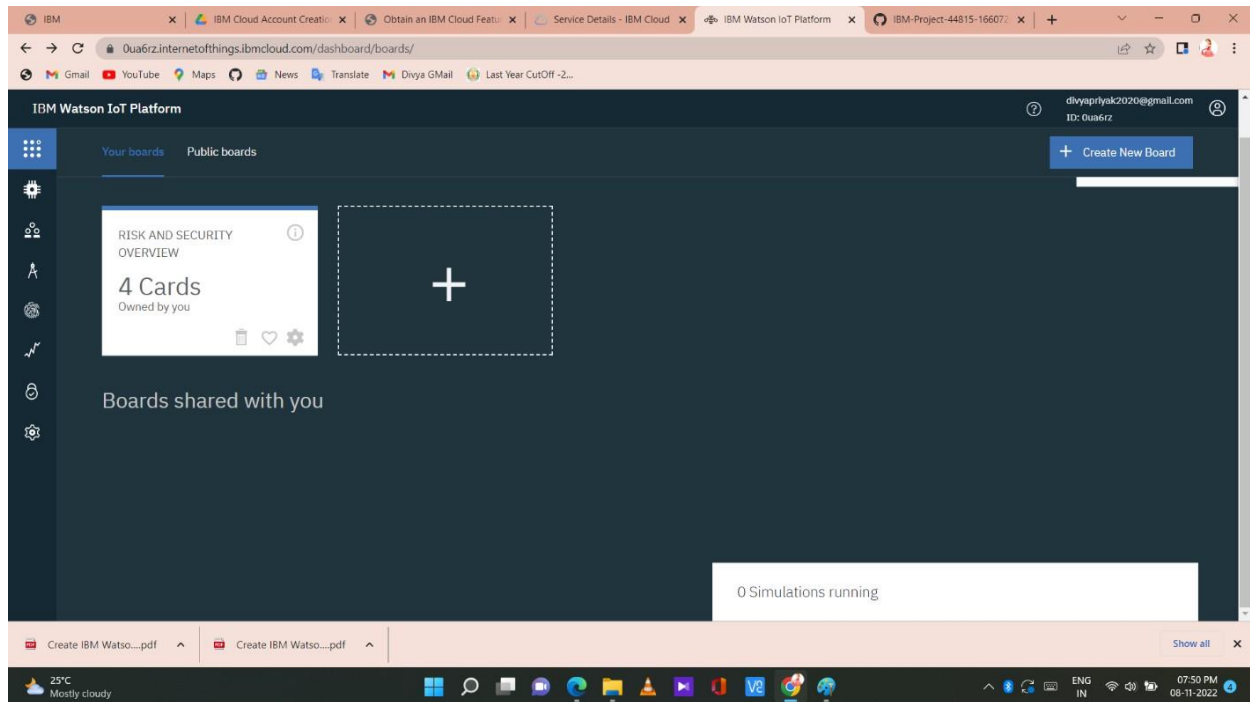 IBM
IBM Cloud Account Creatio
Obtain an IBM Cloud Featu
Service Details - IBM Cloud
IBM Watson IoT Platform
IBM-Project-44815-166072
0ua6rz.internetofthings.ibmcloud.com/dashboard/boards/
Gmail
YouTube
Maps
News
Translate
Divya GMail
Last Year CutOff -2...
IBM Watson IoT Platform
divyapriyak2020@gmail.com
ID: 0ua6rz
Your boards
Public boards
+ Create New Board
RISK AND SECURITY
OVERVIEW
4 Cards
Owned by you
+
Boards shared with you
0 Simulations running
Create IBM Watso....pdf
Create IBM Watso....pdf
Show all
25°C
Mostly cloudy
ENG
IN
07:50 PM
08-11-2022
4